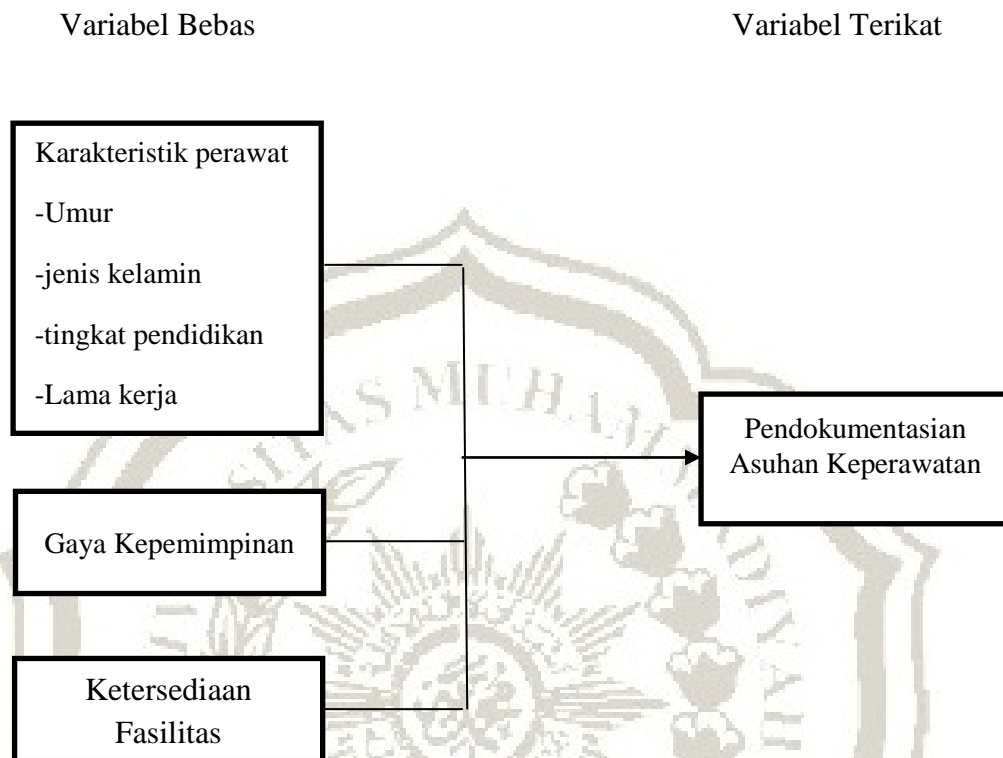 Variabel Bebas
Variabel Terikat
Karakteristik perawat
-Umur
-jenis kelamin
-tingkat pendidikan
-Lama kerja
Pendokumentasian
Asuhan Keperawatan
Gaya Kepemimpinan
Ketersediaan
Fasilitas